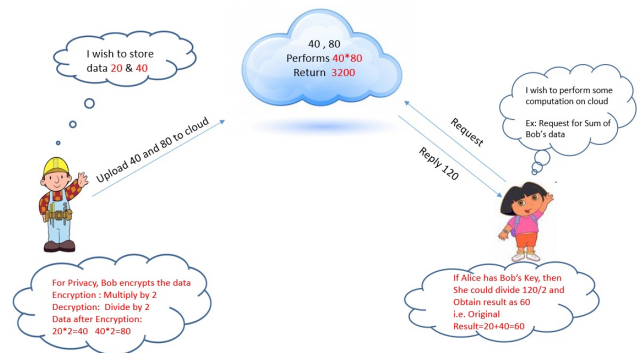 I wish to store
data 20 & 40
40 , 80
Performs 40*80
Return 3200
I wish to perform some
computation on cloud
Ex: Request for Sum of
Bob's data
Upload 40 and 80 to cloud
Request
Reply 120
For Privacy, Bob encrypts the data
Encryption : Multiply by 2
Decryption: Divide by 2
Data after Encryption:
20*2=40 40*2=80
If Alice has Bob's Key, then
She could divide 120/2 and
Obtain result as 60
i.e. Original
Result=20+40=60